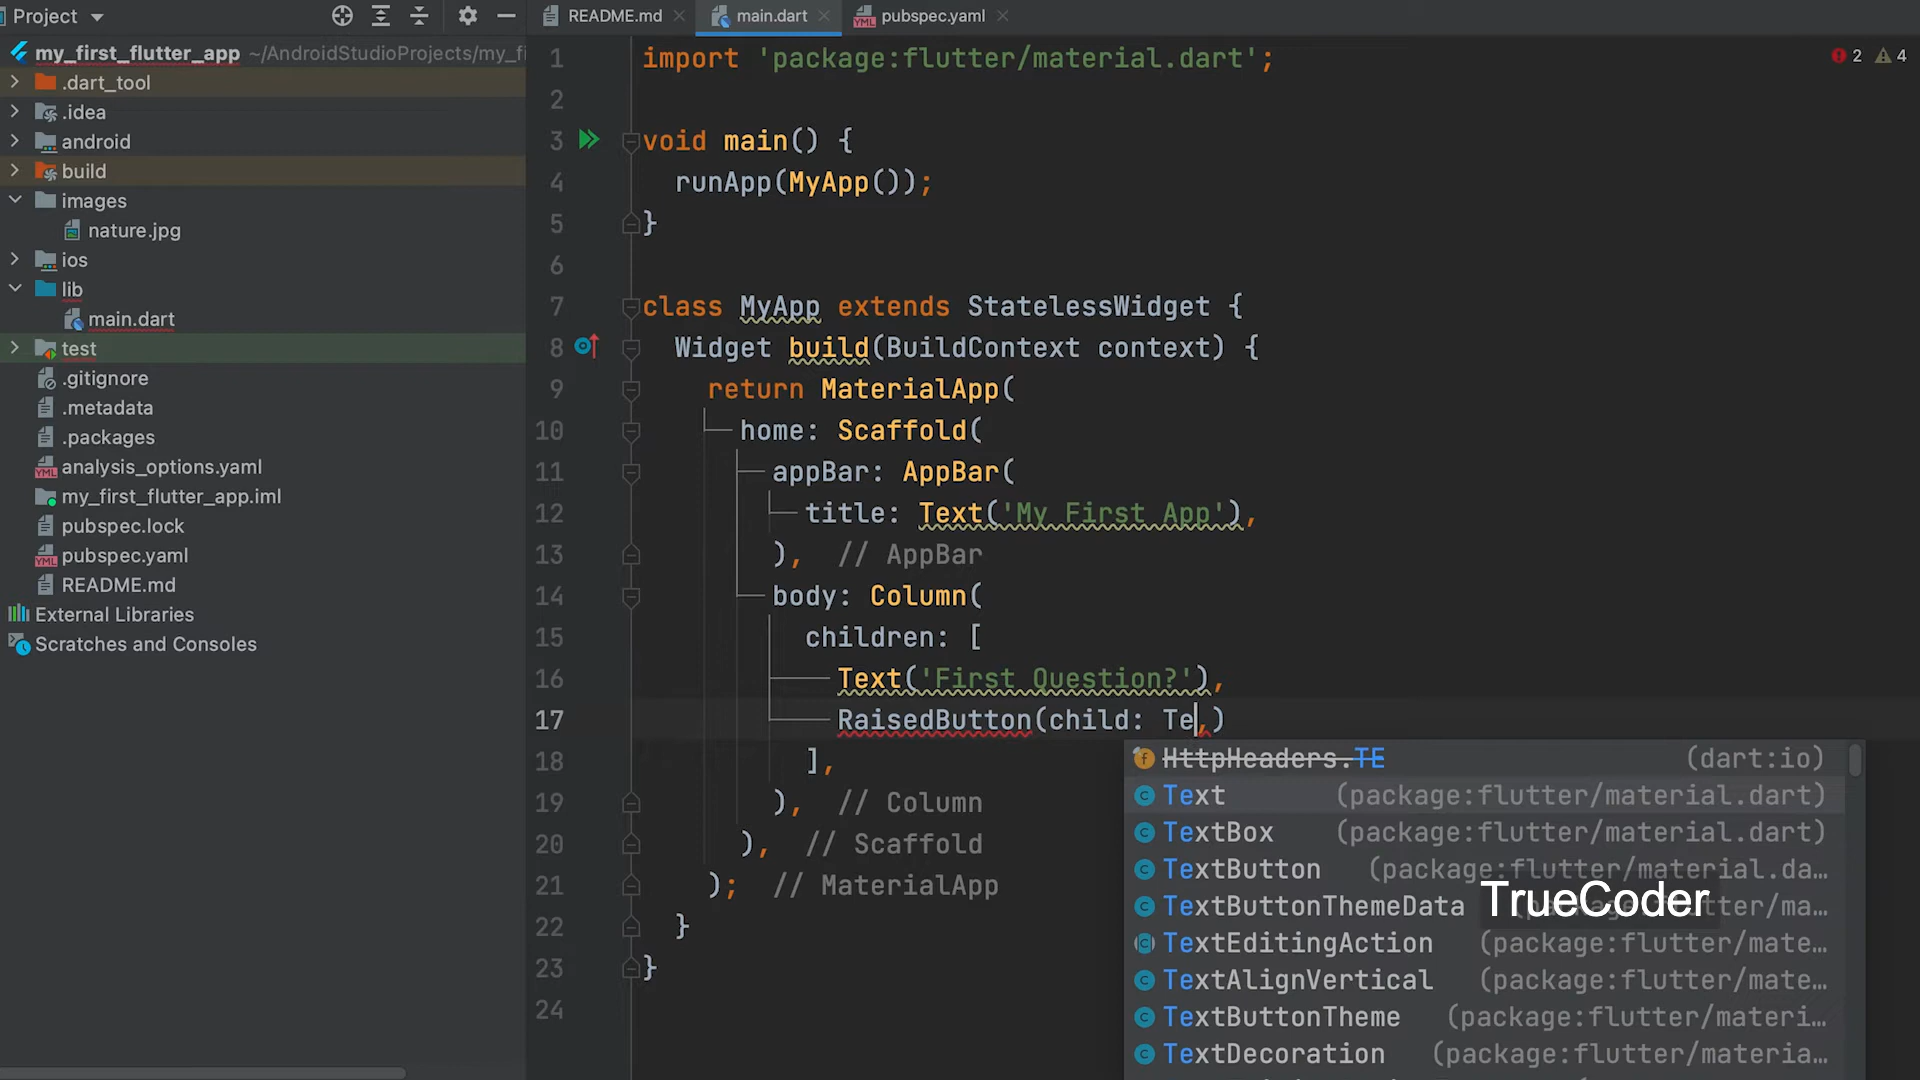 Project
README.md
main.dart
pubspec.yaml
my_first_flutter_app ~/AndroidStudioProjects/my_fi
.dart_tool
.idea
android
build
images
nature.jpg
ios
lib
main.dart
test
.gitignore
.metadata
.packages
analysis_options.yaml
my_first_flutter_app.iml
pubspec.lock
pubspec.yaml
README.md
External Libraries
Scratches and Consoles
2 4
1 import 'package:flutter/material.dart';
2
3 void main() {
4 runApp(MyApp());
5 }
6
7 class MyApp extends StatelessWidget {
8 Widget build(BuildContext context) {
9 return MaterialApp(
10 home: Scaffold(
11 appBar: AppBar(
12 title: Text('My First App'),
13 ), // AppBar
14 body: Column(
15 children: [
16 Text('First Question?'),
17 RaisedButton(child: Te,)
18 ],
19 ), // Column
20 ), // Scaffold
21 ); // MaterialApp
22 }
23 }
24
HttpHeaders.TE (dart:io)
Text (package:flutter/material.dart)
TextBox (package:flutter/material.dart)
TextButton (package:flutter/material.da…
TextButtonThemeData
TrueCoder
TextEditingAction (package:flutter/mate…
TextAlignVertical (package:flutter/mate…
TextButtonTheme (package:flutter/materi…
TextDecoration (package:flutter/materia…